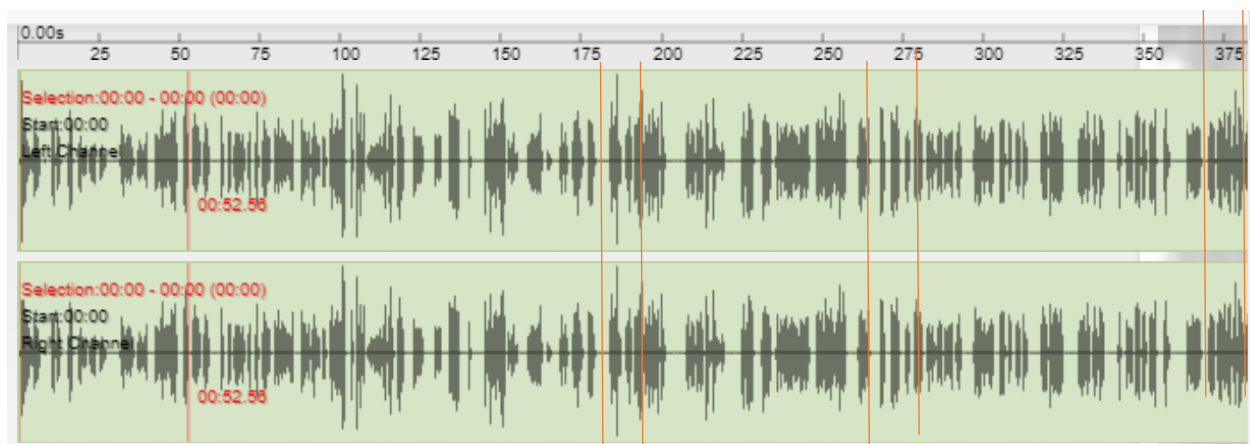 0.00s
25 50 75 100 125 150 175 200 225 250 275 300 325 350 375
Selection:00:00 - 00:00 (00:00)
Start:00:00
Left Channel
00:52.56
Selection:00:00 - 00:00 (00:00)
Start:00:00
Right Channel
00:52.56